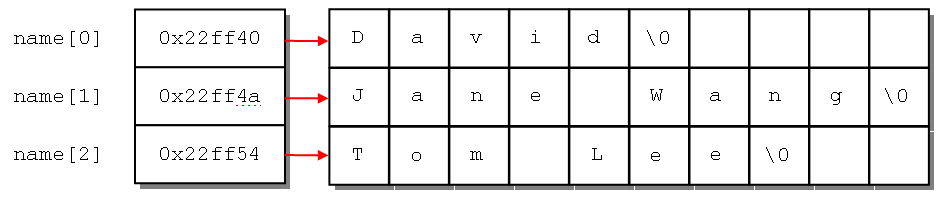 name[0] 0x22ff40 D a v i d \0
name[1] 0x22ff4a J a n e W a n g \0
name[2] 0x22ff54 T o m L e e \0